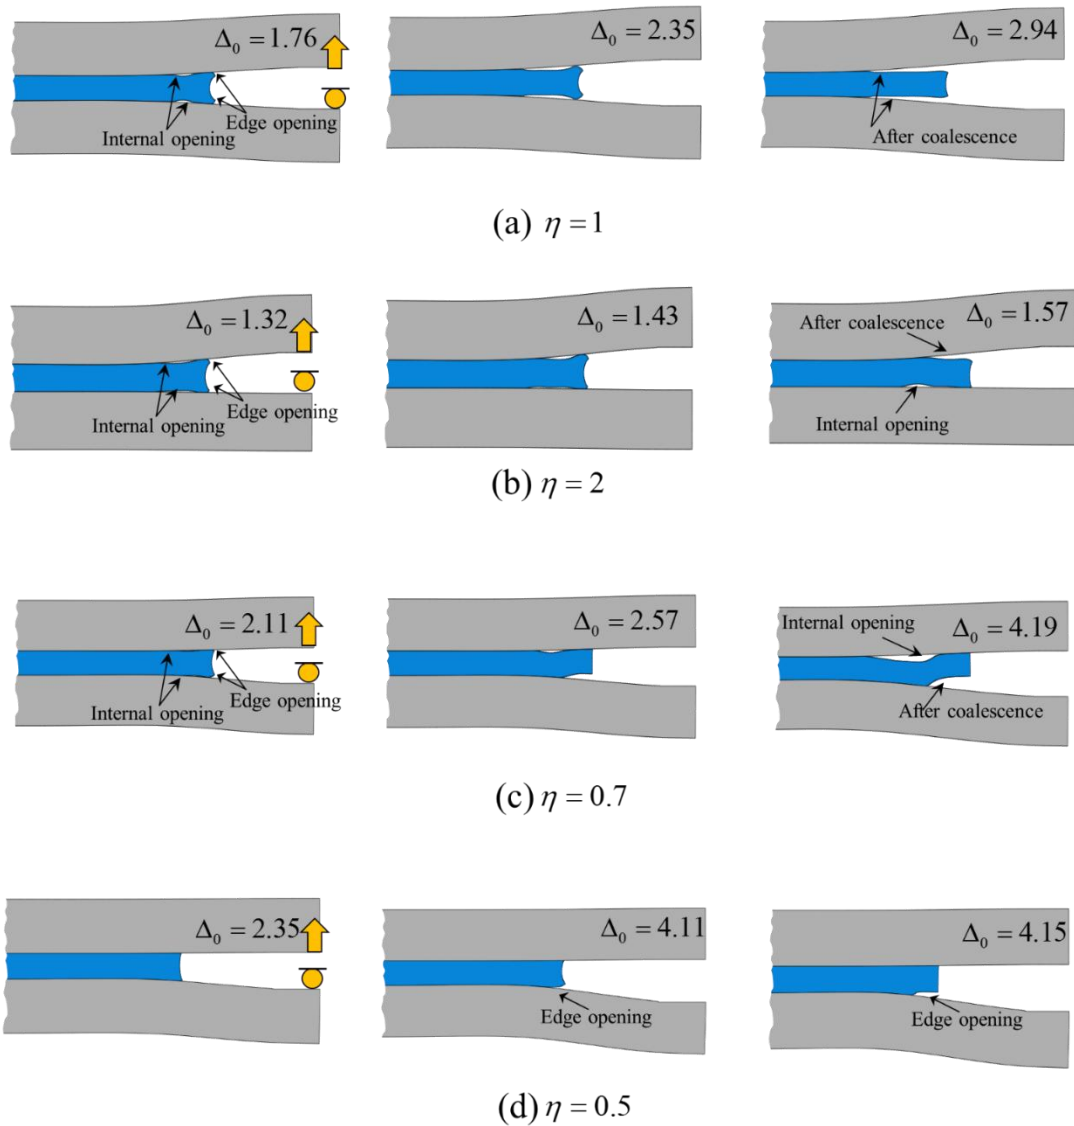 Δ₀ = 1.76
Internal opening
Edge opening
Δ₀ = 2.35
Δ₀ = 2.94
After coalescence
(a) η = 1
Δ₀ = 1.32
Internal opening
Edge opening
Δ₀ = 1.43
After coalescence
Δ₀ = 1.57
Internal opening
(b) η = 2
Δ₀ = 2.11
Internal opening
Edge opening
Δ₀ = 2.57
Internal opening
Δ₀ = 4.19
After coalescence
(c) η = 0.7
Δ₀ = 2.35
Δ₀ = 4.11
Edge opening
Δ₀ = 4.15
Edge opening
(d) η = 0.5